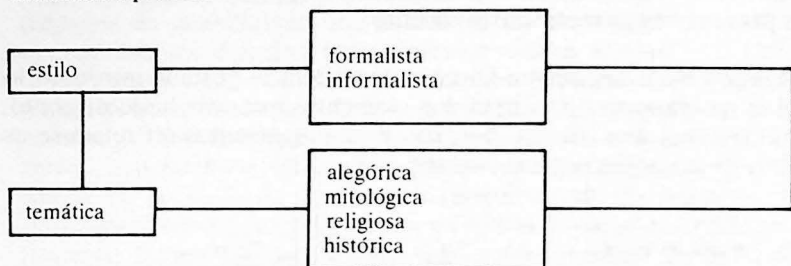 estilo
formalista
informalista
temática
alegórica
mitológica
religiosa
histórica